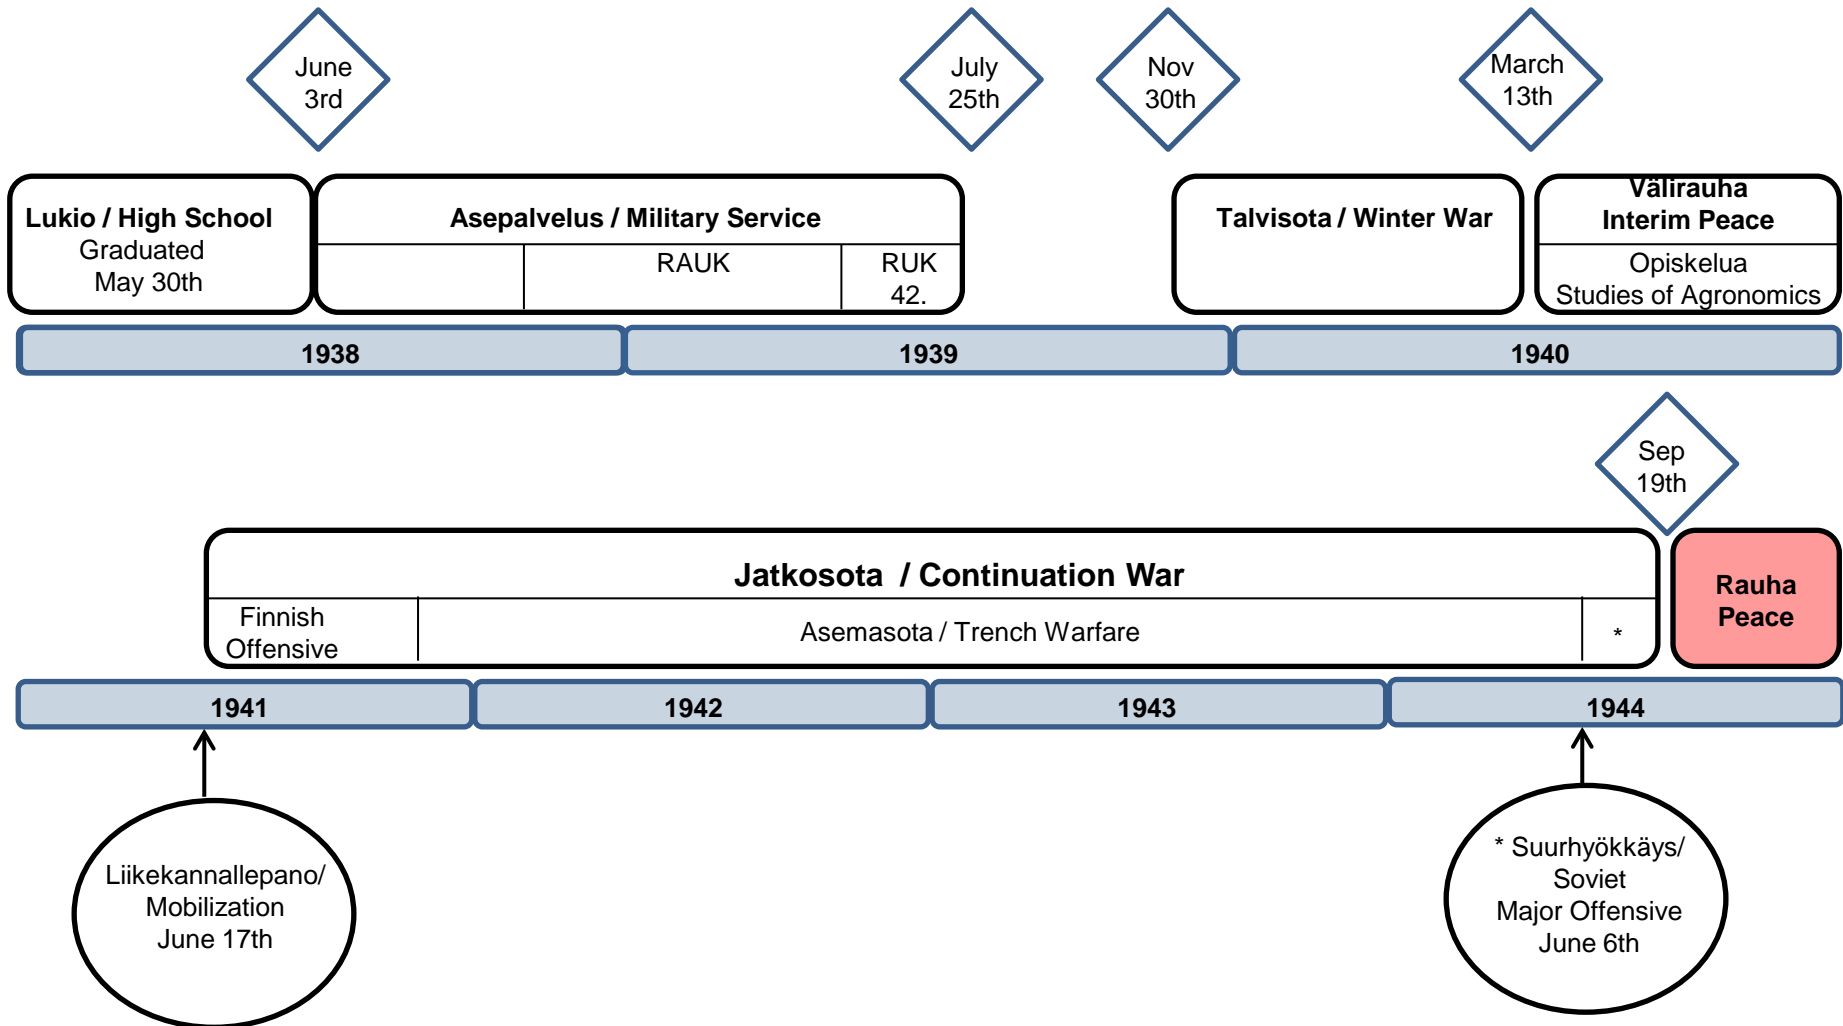 June
3rd
July
25th
Nov
30th
March
13th
Lukio / High School
Graduated
May 30th
Asepalvelus / Military Service
RAUK
RUK
42.
Talvisota / Winter War
Välirauha
Interim Peace
Opiskelua
Studies of Agronomics
1938
1939
1940
Sep
19th
Jatkosota / Continuation War
Finnish
Offensive
Asemasota / Trench Warfare
*
Rauha
Peace
1941
1942
1943
1944
Liikekannallepano/
Mobilization
June 17th
* Suurhyökkäys/
Soviet
Major Offensive
June 6th